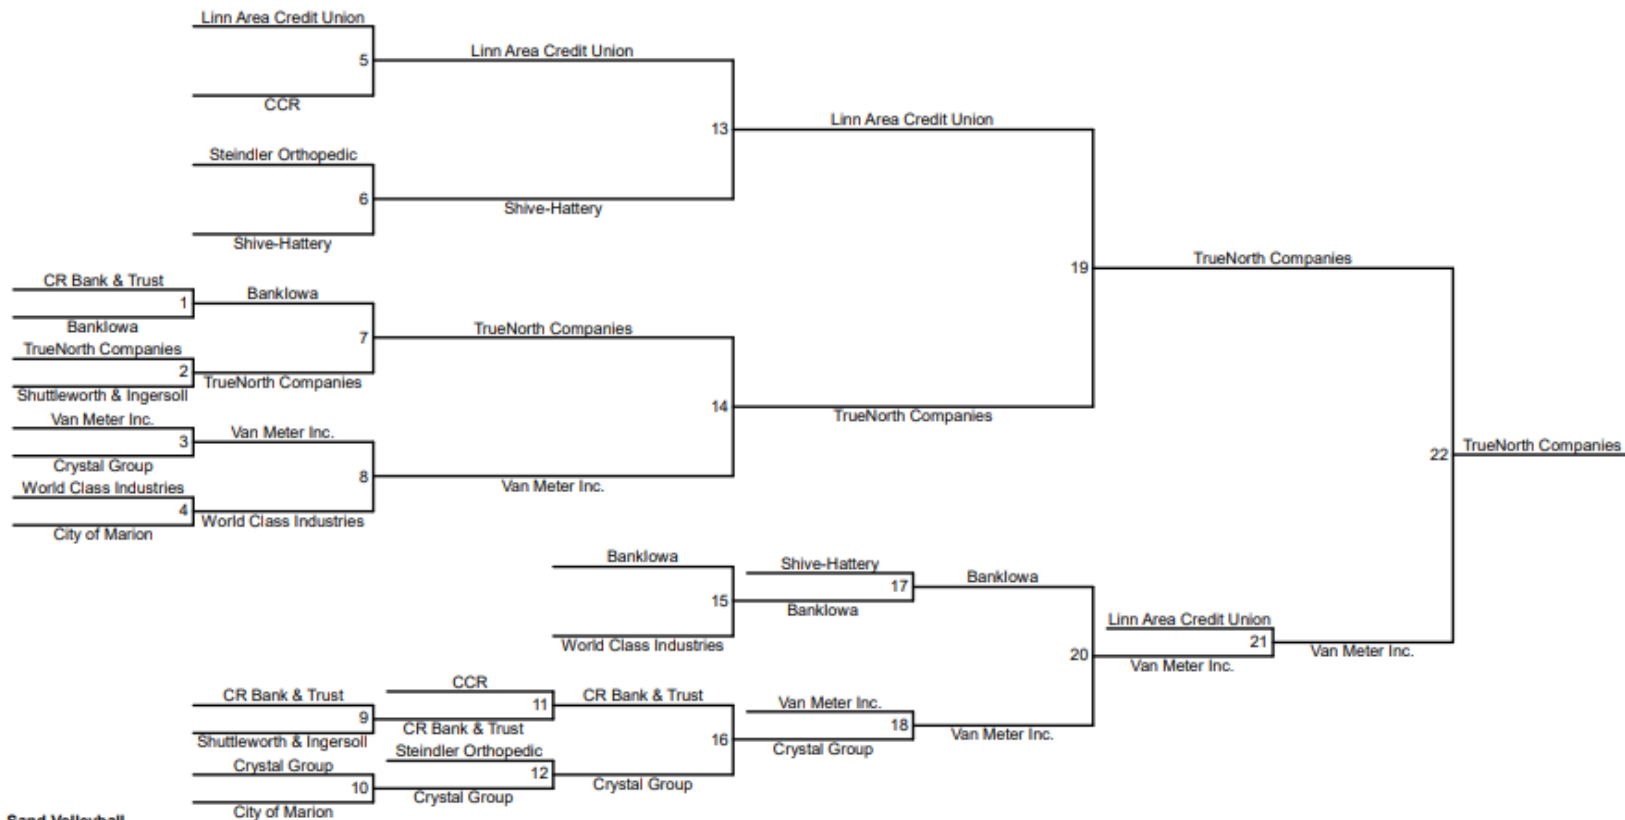 Linn Area Credit Union
5
Linn Area Credit Union
CCR
13
Linn Area Credit Union
Steindler Orthopedic
6
Shive-Hattery
Shive-Hattery
19
TrueNorth Companies
CR Bank & Trust
1
BankIowa
BankIowa
7
TrueNorth Companies
TrueNorth Companies
2
TrueNorth Companies
Shuttleworth & Ingersoll
14
TrueNorth Companies
Van Meter Inc.
3
Van Meter Inc.
Crystal Group
8
Van Meter Inc.
World Class Industries
4
World Class Industries
City of Marion
22
TrueNorth Companies
BankIowa
15
World Class Industries
Shive-Hattery
17
BankIowa
BankIowa
20
Linn Area Credit Union
21
Van Meter Inc.
Van Meter Inc.
CR Bank & Trust
9
Shuttleworth & Ingersoll
CCR
11
CR Bank & Trust
CR Bank & Trust
16
Van Meter Inc.
18
Crystal Group
Van Meter Inc.
Steindler Orthopedic
12
Crystal Group
Crystal Group
Crystal Group
10
City of Marion
Sand Volleyball